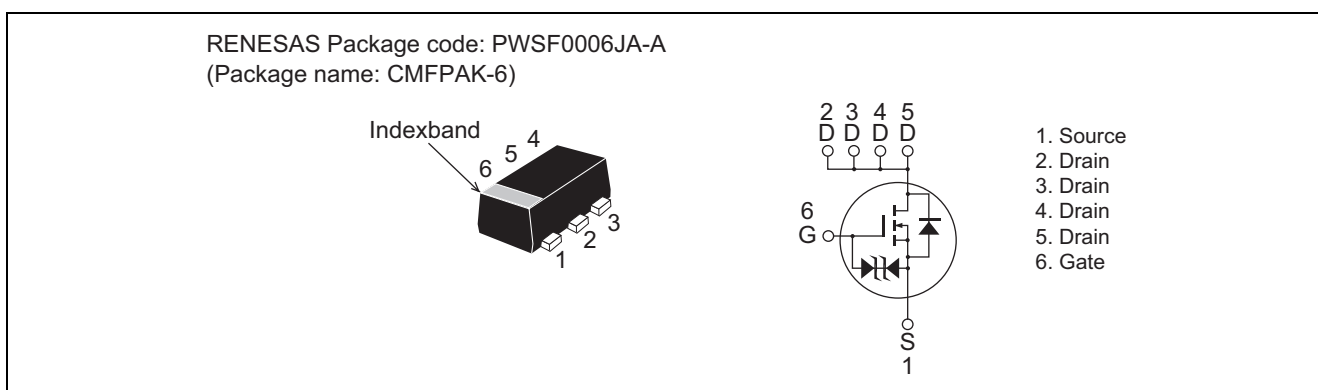 RENESAS Package code: PWSF0006JA-A
(Package name: CMFPAK-6)
Indexband
6 5 4
1 2 3
2 3 4 5
D D D D
6
G
S
1
1. Source
2. Drain
3. Drain
4. Drain
5. Drain
6. Gate